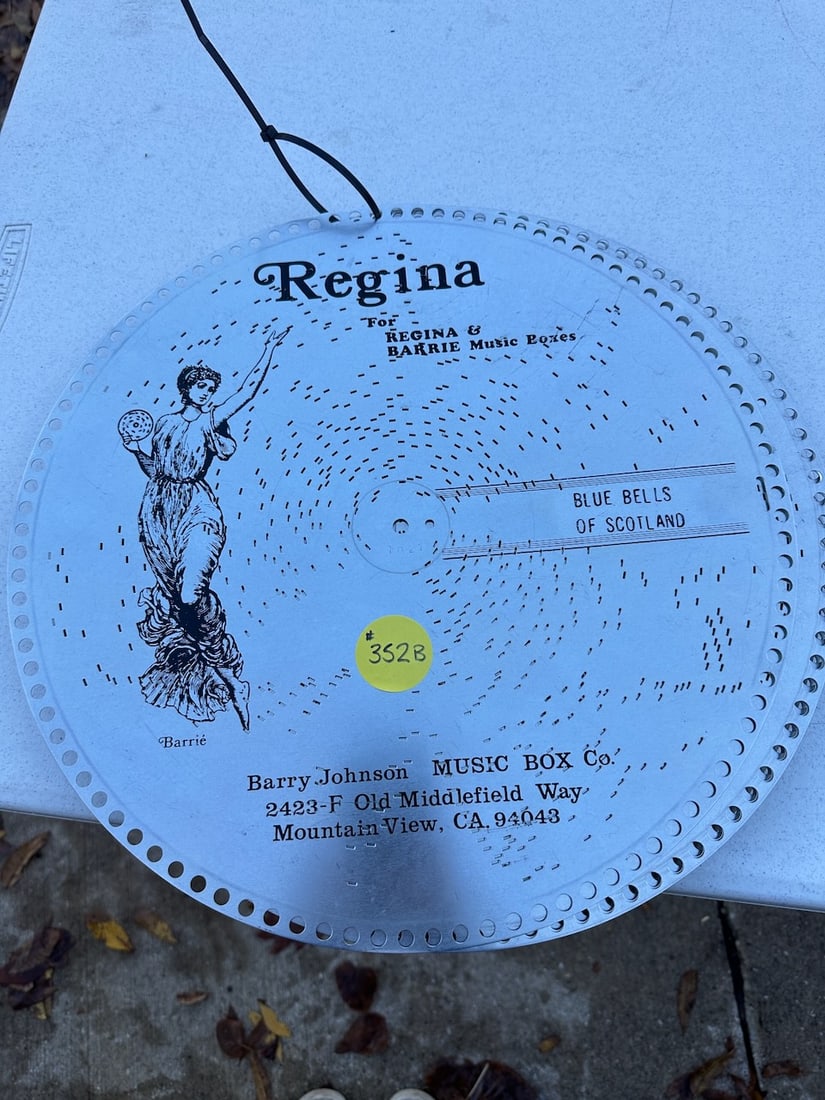 Regina
For
REGINA &
BARRIE Music Boxes
BLUE BELLS
OF SCOTLAND
# 352B
Barrié
Barry Johnson MUSIC BOX Co.
2423-F Old Middlefield Way
Mountain View, CA 94043